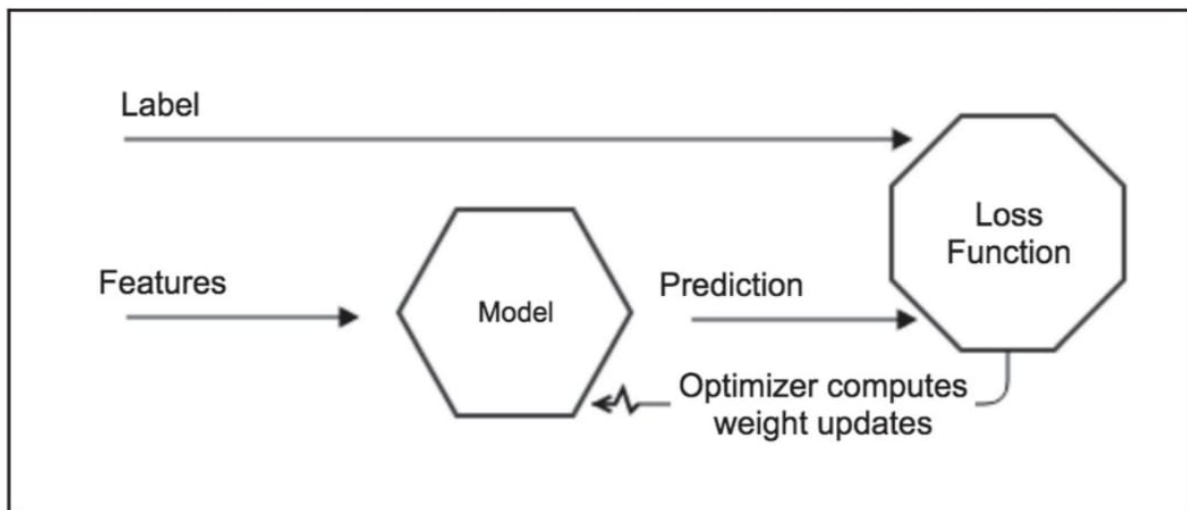 Label
Loss
Function
Features
Model
Prediction
Optimizer computes
weight updates